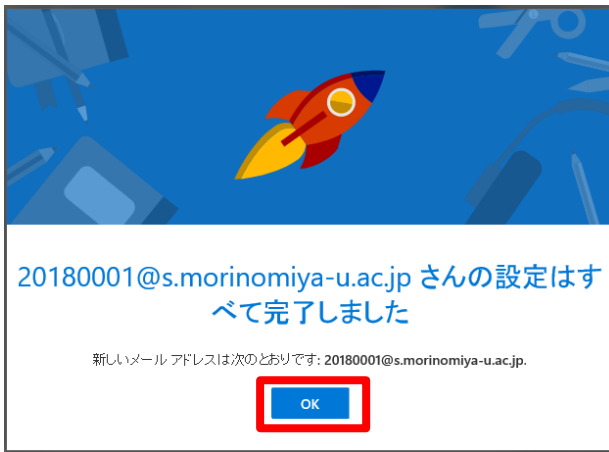 20180001@s.morinomiya-u.ac.jp さんの設定はす
べて完了しました
新しいメール アドレスは次のとおりです: 20180001@s.morinomiya-u.ac.jp.
OK